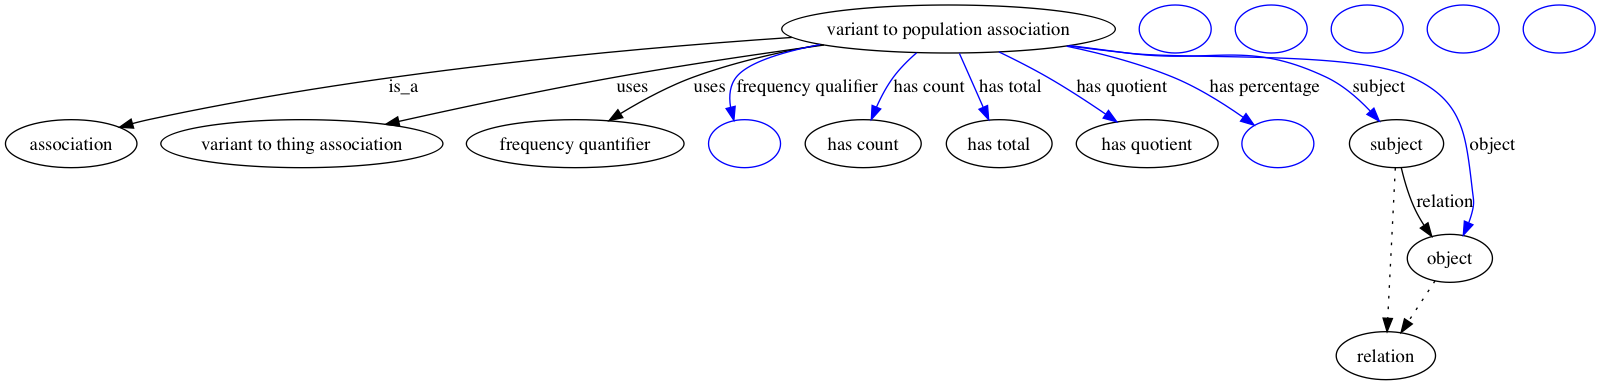 variant to population association
is_a
uses
uses
frequency qualifier
has count
has total
has quotient
has percentage
subject
object
association
variant to thing association
frequency quantifier
has count
has total
has quotient
subject
relation
object
relation